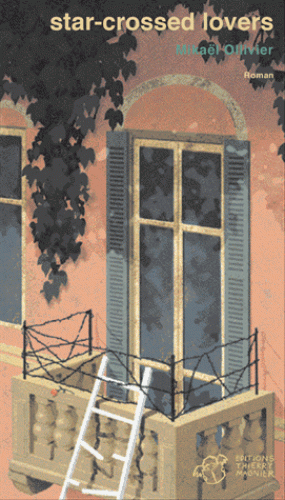 star-crossed lovers
Mikaël Ollivier
Roman
EDITIONS
THIERRY
MAGNIER